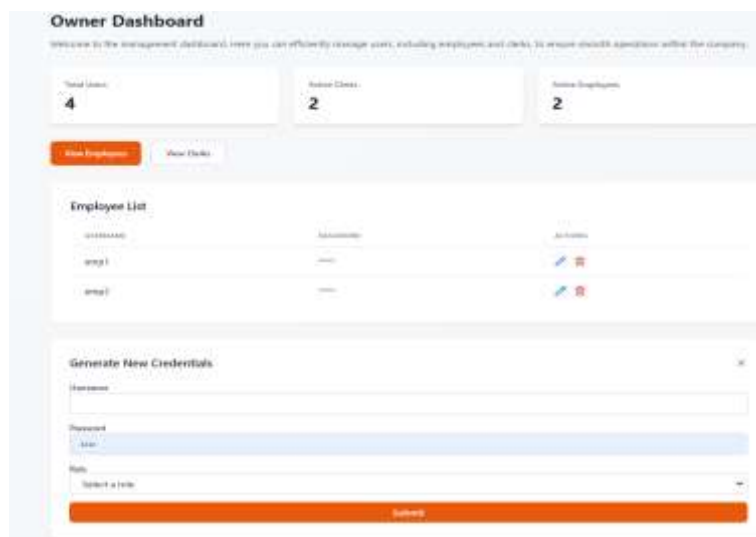 Owner Dashboard
Welcome to the management dashboard. Here you can efficiently manage users, including employees and clerks, to ensure smooth operations within the company.
Total Users
4
Active Clerks
2
Active Employees
2
View Employees
View Clerks
Employee List
USERNAME PASSWORD ACTIONS
emp1
Generate New Credentials
Username
Password
Role
Select a role
Submit